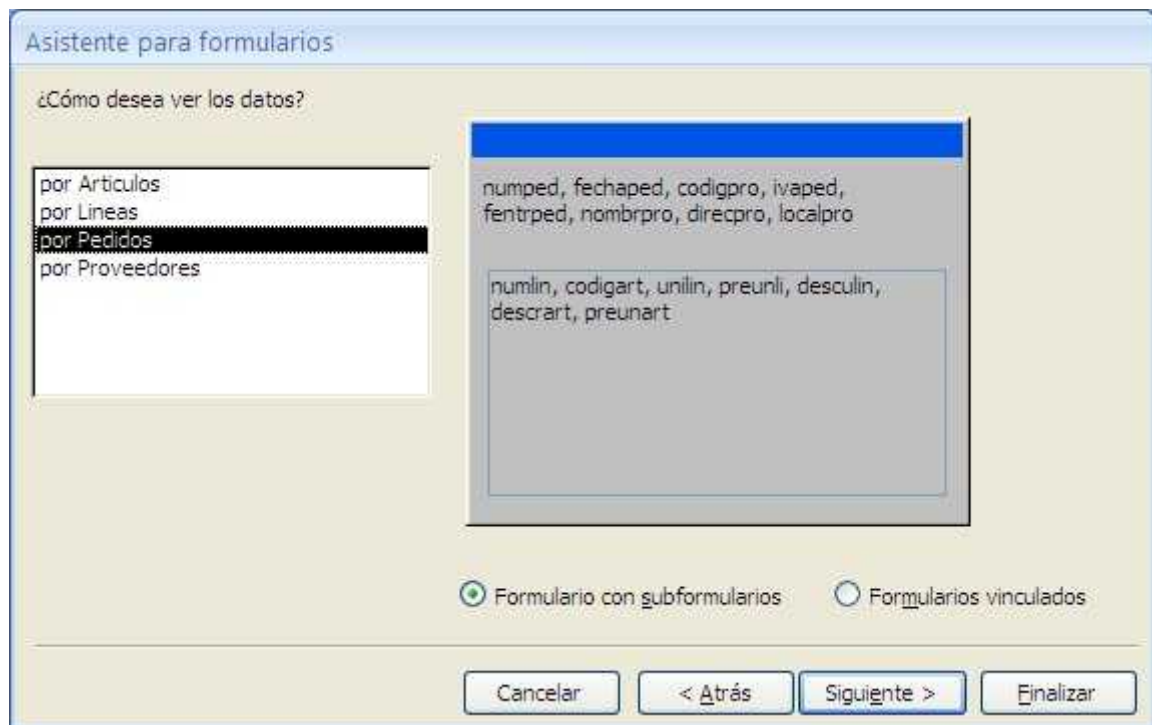 Asistente para formularios
¿Cómo desea ver los datos?
por Articulos
por Lineas
por Pedidos
por Proveedores
numped, fechaped, codigpro, ivaped,
fentrped, nombrpro, direcpro, localpro
numlin, codigart, unilin, preunli, desculin,
descrart, preunart
Formulario con subformularios
Formularios vinculados
Cancelar
< Atrás
Siguiente >
Finalizar